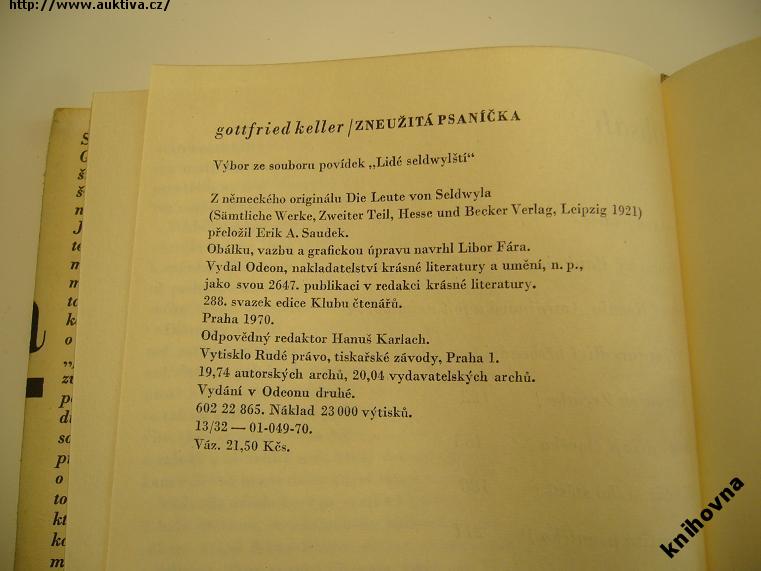 http://www.auktiva.cz/
gottfried keller/ZNEUŽITÁ PSANÍČKA
Výbor ze souboru povídek „Lidé seldwylští“
Z německého originálu Die Leute von Seldwyla
(Sämtliche Werke, Zweiter Teil, Hesse und Becker Verlag, Leipzig 1921)
přeložil Erik A. Saudek.
Obálku, vazbu a grafickou úpravu navrhl Libor Fára.
Vydal Odeon, nakladatelství krásné literatury a umění, n. p.,
jako svou 2647. publikaci v redakci krásné literatury.
288. svazek edice Klubu čtenářů.
Praha 1970.
Odpovědný redaktor Hanuš Karlach.
Vytisklo Rudé právo, tiskařské závody, Praha 1.
19,74 autorských archů, 20,04 vydavatelských archů.
Vydání v Odeonu druhé.
602 22 865. Náklad 23 000 výtisků.
13/32 — 01-049-70.
Váz. 21,50 Kčs.
knihovna